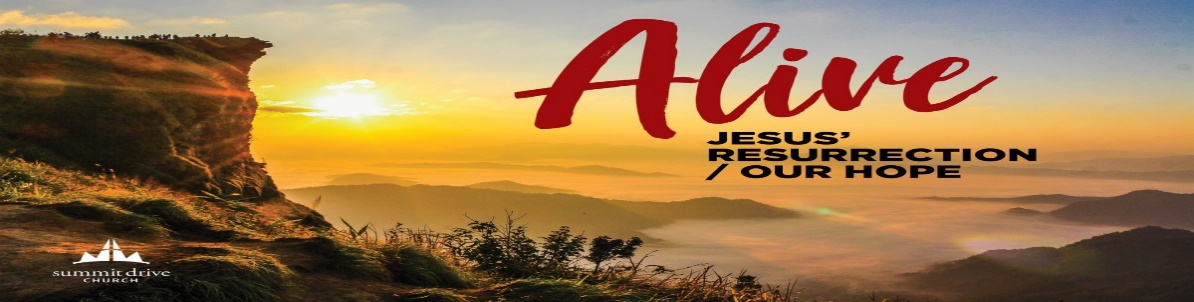 Alive
JESUS'
RESURRECTION
/ OUR HOPE
summit drive
CHURCH